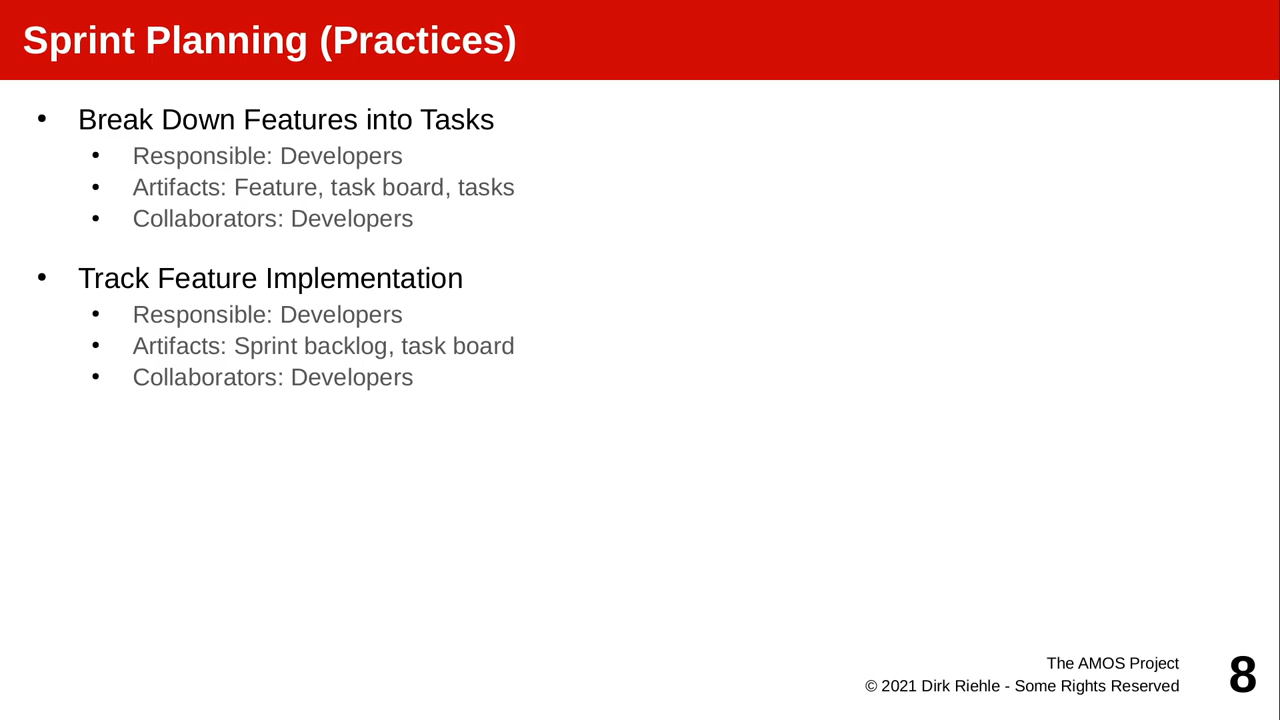 Sprint Planning (Practices)
• Break Down Features into Tasks
• Responsible: Developers
• Artifacts: Feature, task board, tasks
• Collaborators: Developers
• Track Feature Implementation
• Responsible: Developers
• Artifacts: Sprint backlog, task board
• Collaborators: Developers
The AMOS Project
© 2021 Dirk Riehle - Some Rights Reserved
8